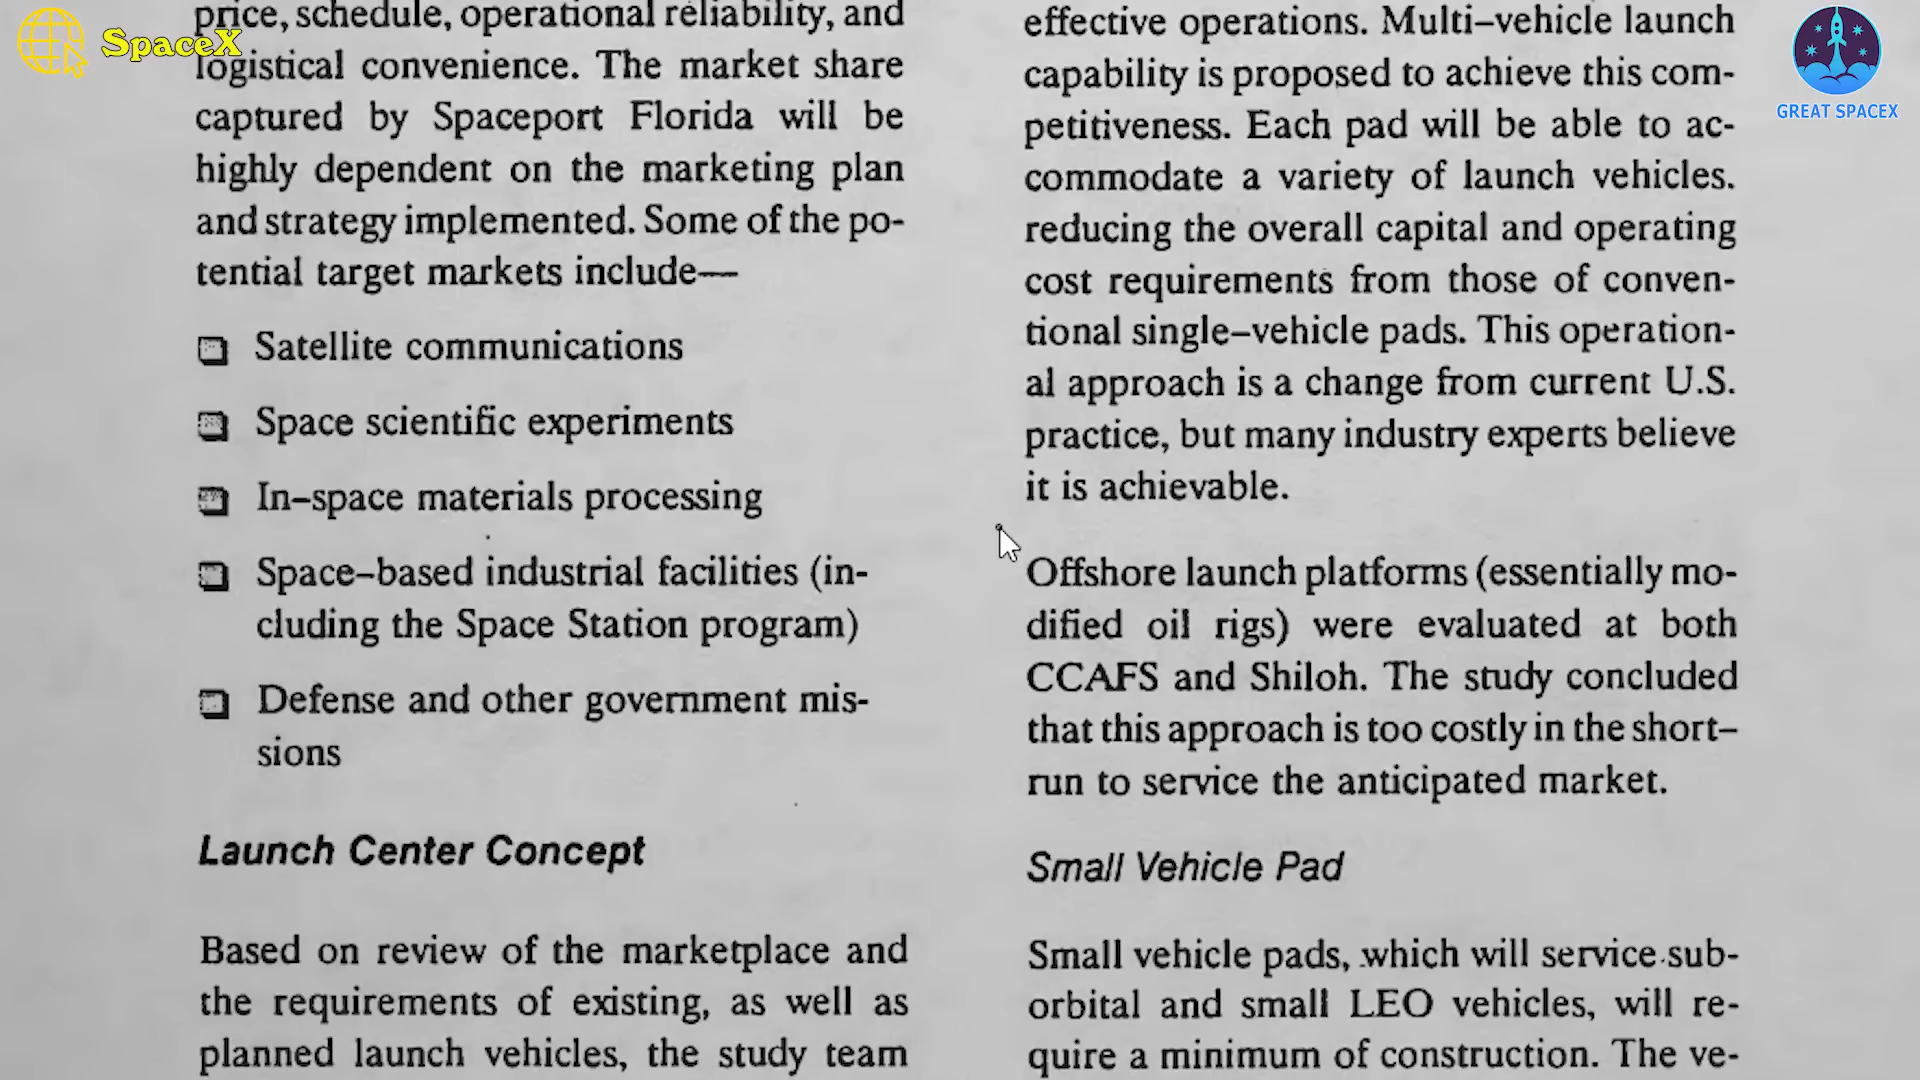 SpaceX
GREAT SPACEX
price, schedule, operational reliability, and
logistical convenience. The market share
captured by Spaceport Florida will be
highly dependent on the marketing plan
and strategy implemented. Some of the po-
tential target markets include—
Satellite communications
Space scientific experiments
In–space materials processing
Space–based industrial facilities (in-
cluding the Space Station program)
Defense and other government mis-
sions
Launch Center Concept
Based on review of the marketplace and
the requirements of existing, as well as
planned launch vehicles, the study team
effective operations. Multi–vehicle launch
capability is proposed to achieve this com-
petitiveness. Each pad will be able to ac-
commodate a variety of launch vehicles.
reducing the overall capital and operating
cost requirements from those of conven-
tional single–vehicle pads. This operation-
al approach is a change from current U.S.
practice, but many industry experts believe
it is achievable.
Offshore launch platforms (essentially mo-
dified oil rigs) were evaluated at both
CCAFS and Shiloh. The study concluded
that this approach is too costly in the short–
run to service the anticipated market.
Small Vehicle Pad
Small vehicle pads, which will service sub-
orbital and small LEO vehicles, will re-
quire a minimum of construction. The ve-